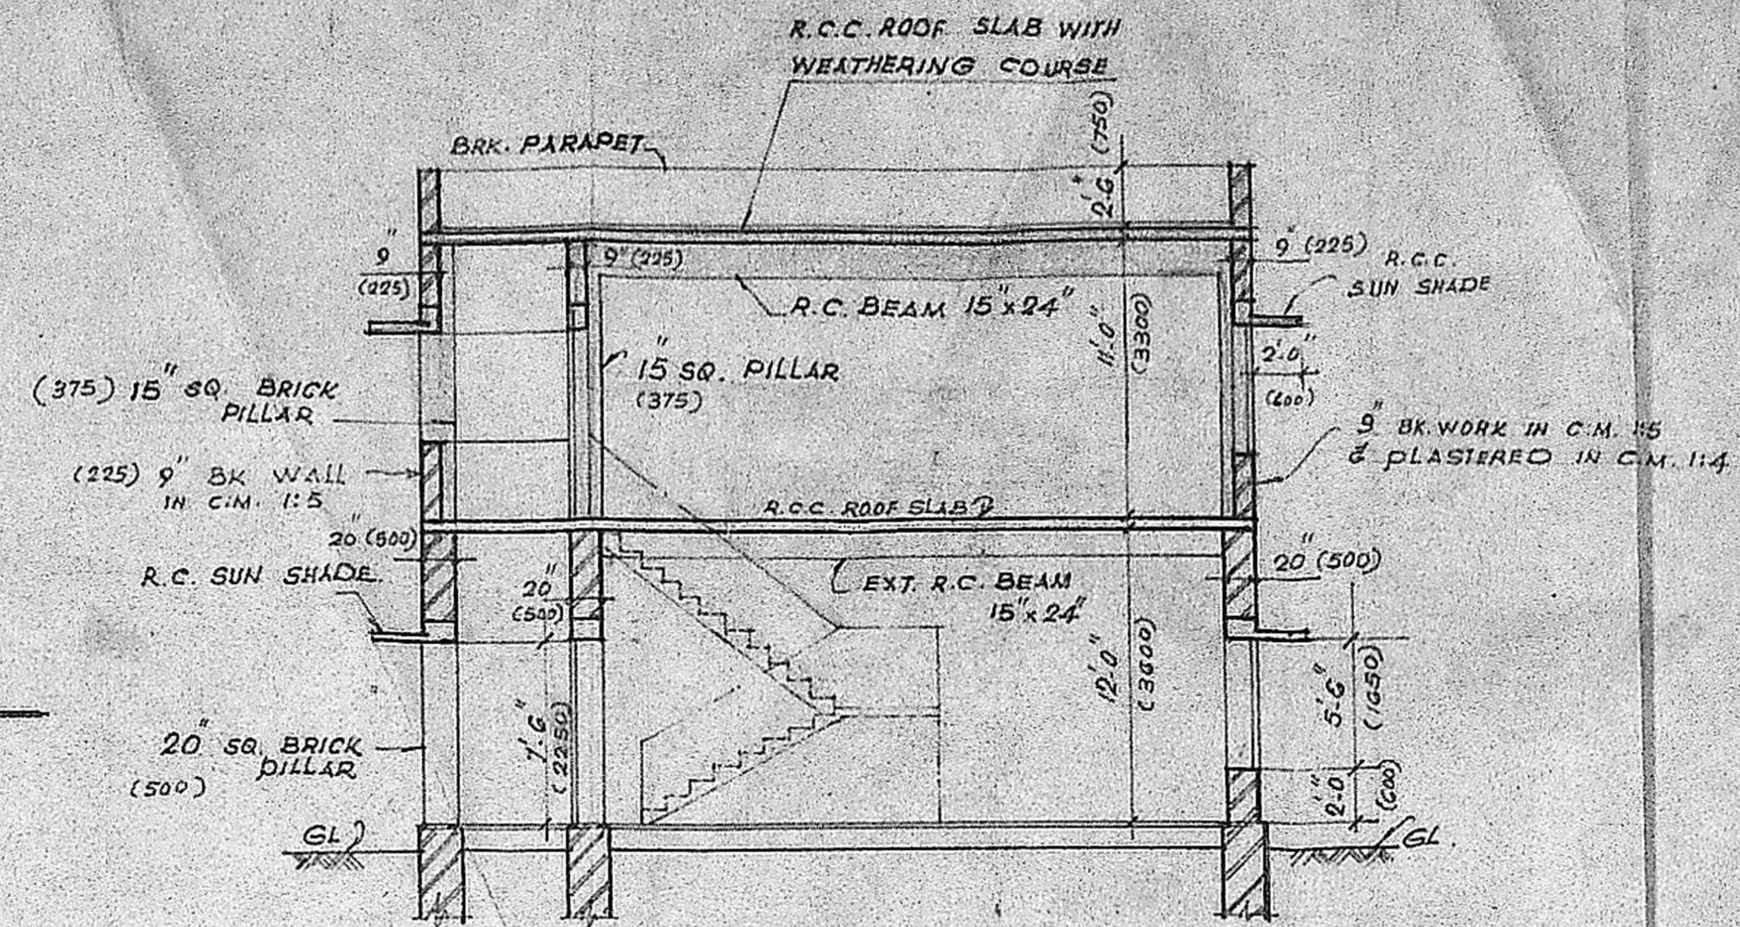 R.C.C. ROOF SLAB WITH
WEATHERING COURSE
BRK. PARAPET
2'-6" (750)
9"
(225)
9" (225)
9" (225)
R.C.C.
SUN SHADE
R.C. BEAM 15"x24"
11'-0"
(3300)
2'-0"
(600)
15" SQ. PILLAR
(375)
(375) 15" SQ. BRICK
PILLAR
9" BK. WORK IN C.M. 1:5
& PLASTERED IN C.M. 1:4
(225) 9" BK WALL
IN C.M. 1:5
R.C.C. ROOF SLAB
20" (500)
R.C. SUN SHADE
20"
(500)
EXT. R.C. BEAM
15"x24"
20" (500)
12'-0"
(3600)
5'-6"
(1650)
7'-6"
(2250)
20" SQ. BRICK
PILLAR
(500)
2'-0"
(600)
GL
GL.